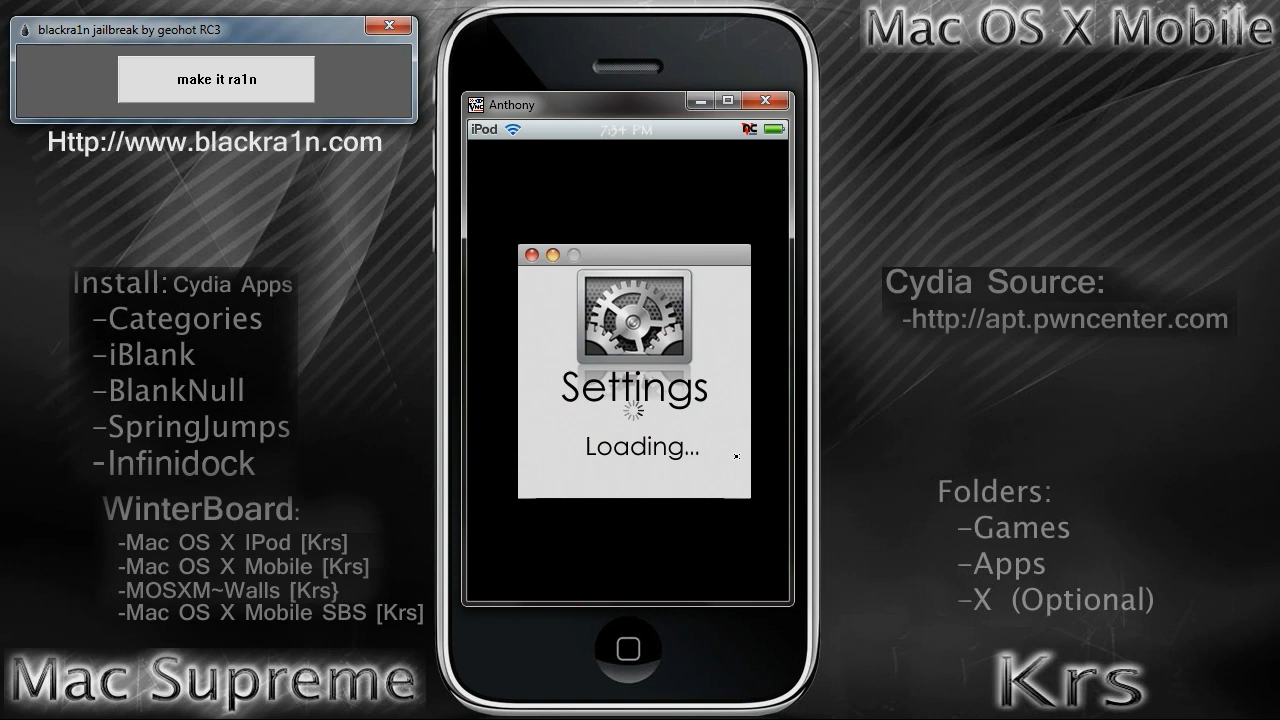 blackra1n jailbreak by geohot RC3
make it ra1n
Http://www.blackra1n.com
Install: Cydia Apps
-Categories
-iBlank
-BlankNull
-SpringJumps
-Infinidock
WinterBoard:
-Mac OS X IPod [Krs]
-Mac OS X Mobile [Krs]
-MOSXM~Walls [Krs}
-Mac OS X Mobile SBS [Krs]
Mac Supreme
Anthony
iPod 7:34 PM
Settings
Loading...
Mac OS X Mobile
Cydia Source:
-http://apt.pwncenter.com
Folders:
-Games
-Apps
-X (Optional)
Krs